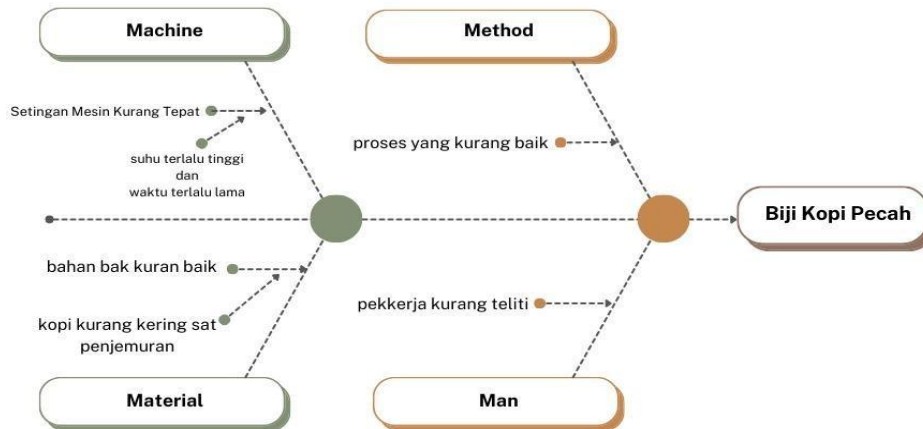 Machine
Method
Setingan Mesin Kurang Tepat
proses yang kurang baik
suhu terlalu tinggi
dan
waktu terlalu lama
Biji Kopi Pecah
bahan bak kuran baik
pekkerja kurang teliti
kopi kurang kering sat
penjemuran
Material
Man